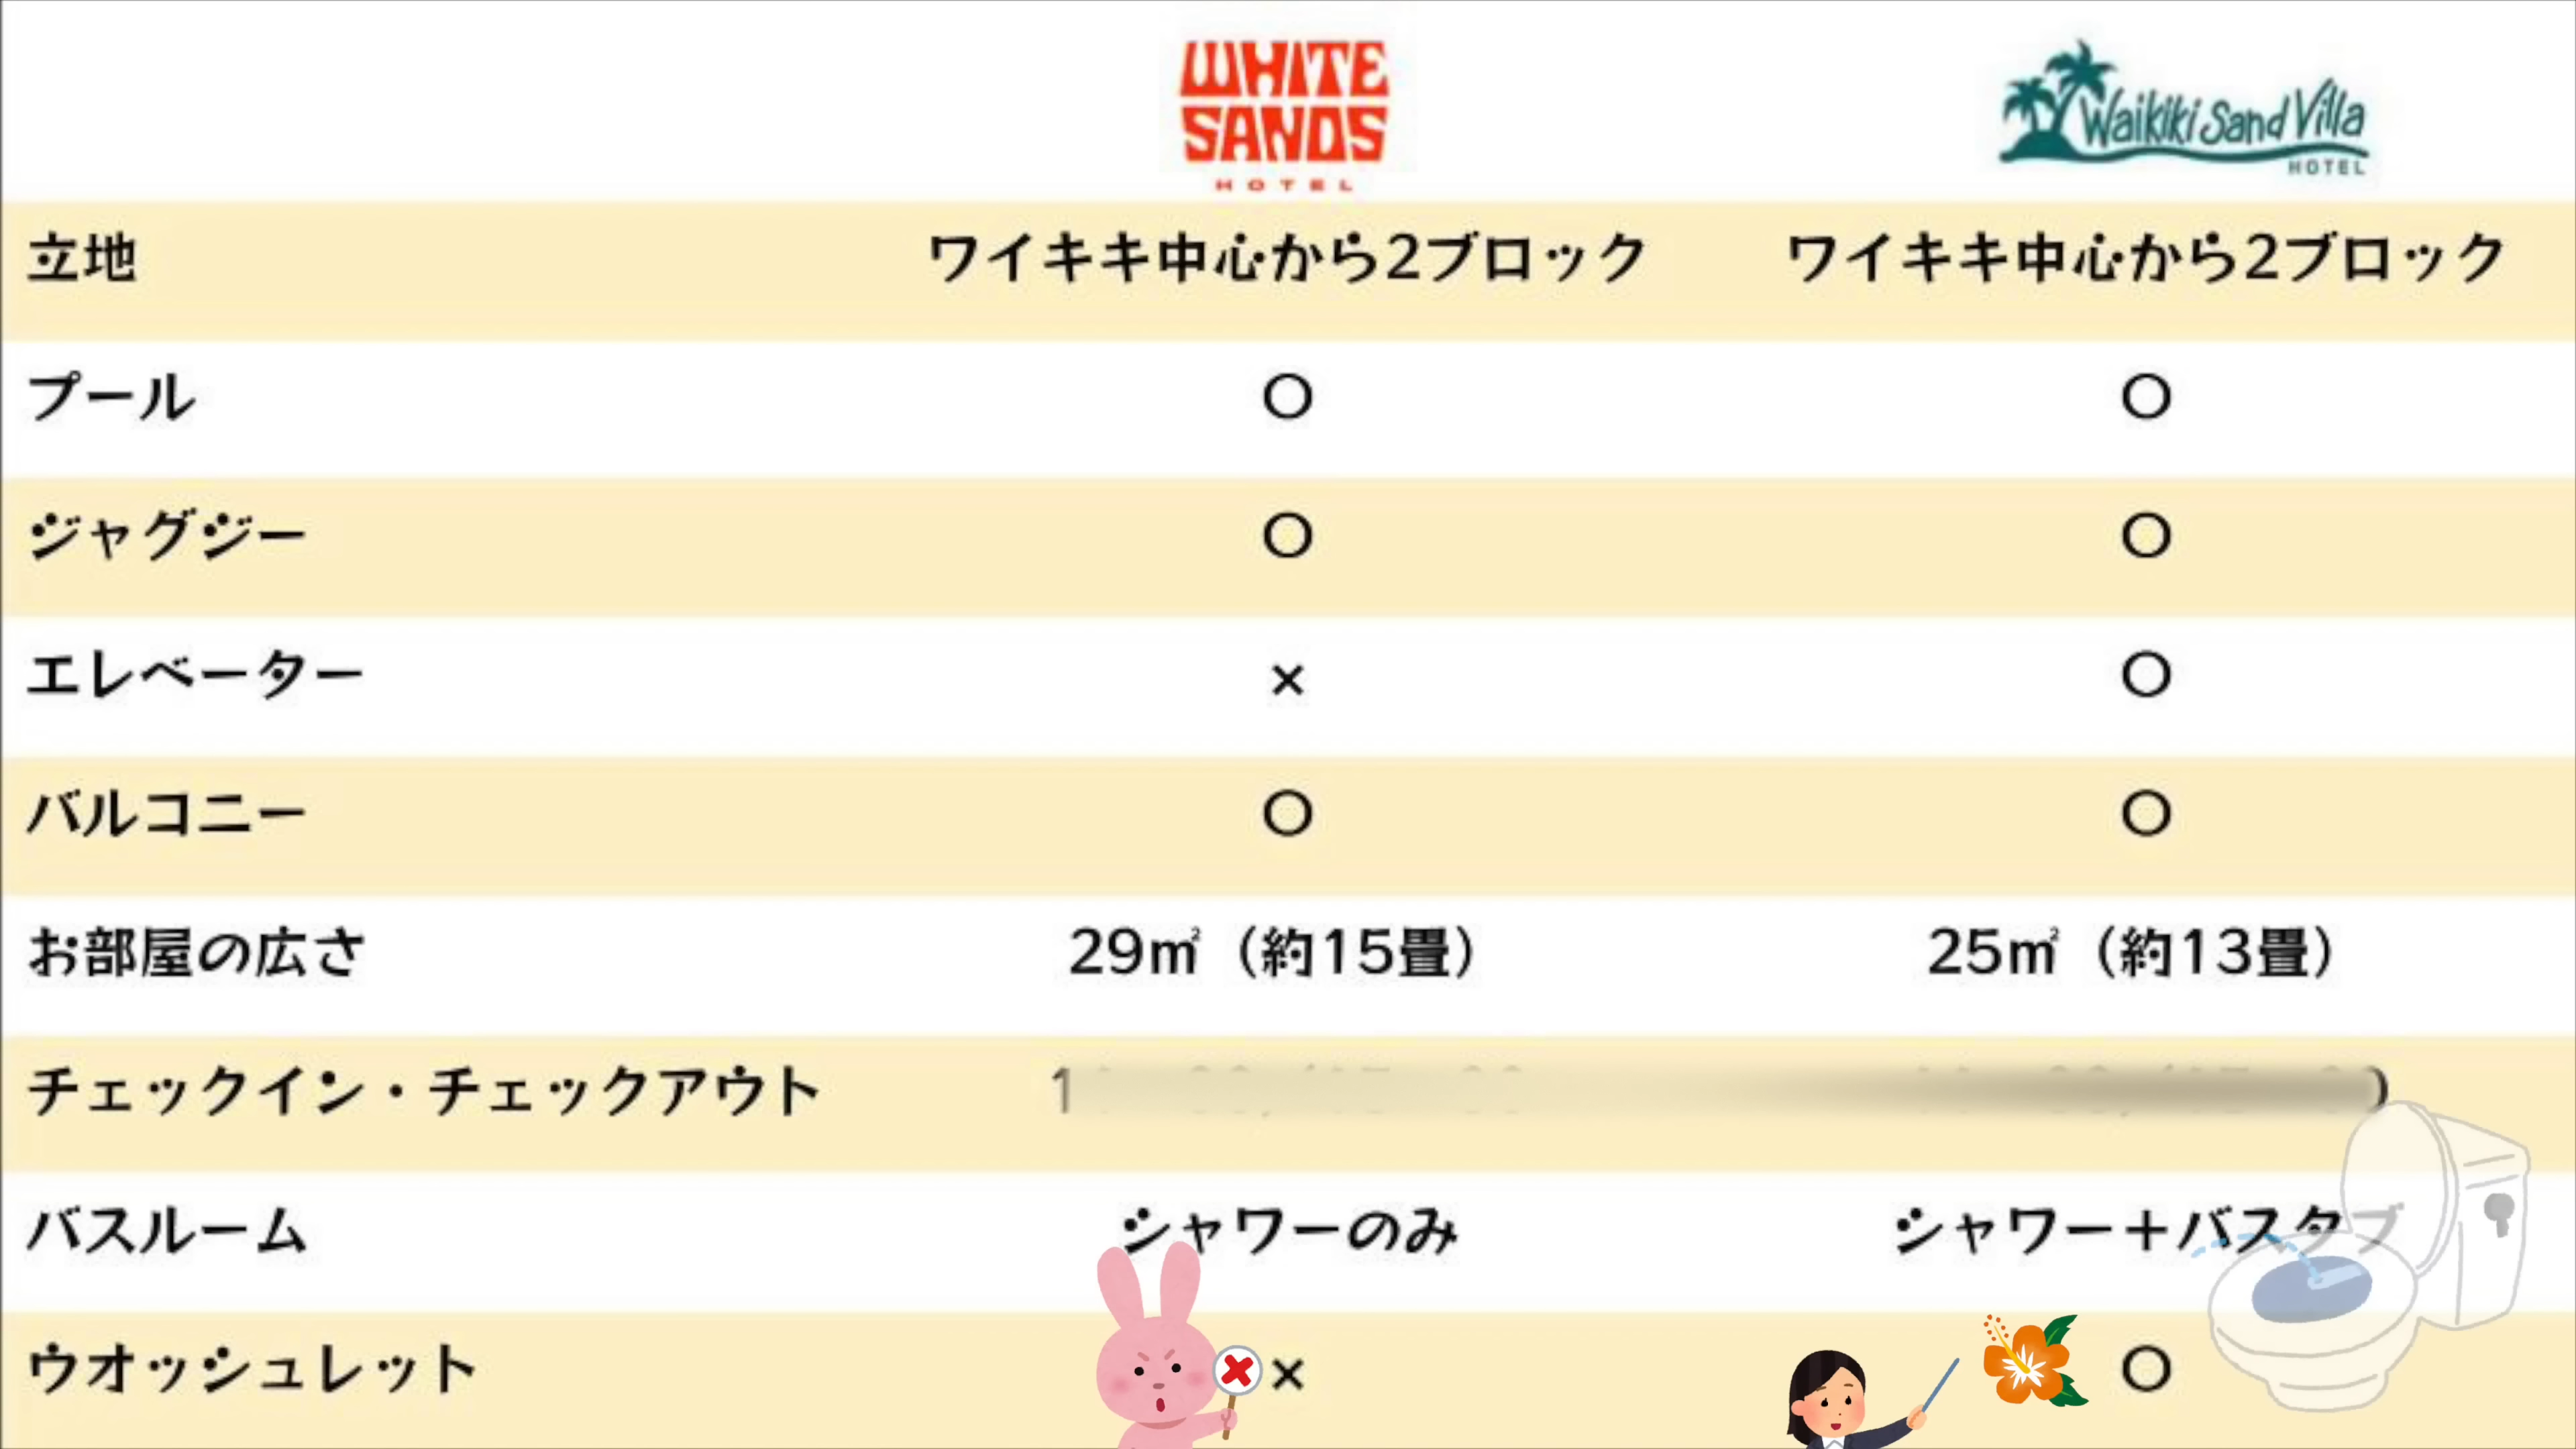 WHITE
SANDS
HOTEL
Waikiki Sand Villa
HOTEL
立地 ワイキキ中心から2ブロック ワイキキ中心から2ブロック
プール ○ ○
ジャグジー ○ ○
エレベーター × ○
バルコニー ○ ○
お部屋の広さ 29㎡（約15畳） 25㎡（約13畳）
チェックイン・チェックアウト
バスルーム シャワーのみ シャワー＋バスタブ
ウオッシュレット × ○